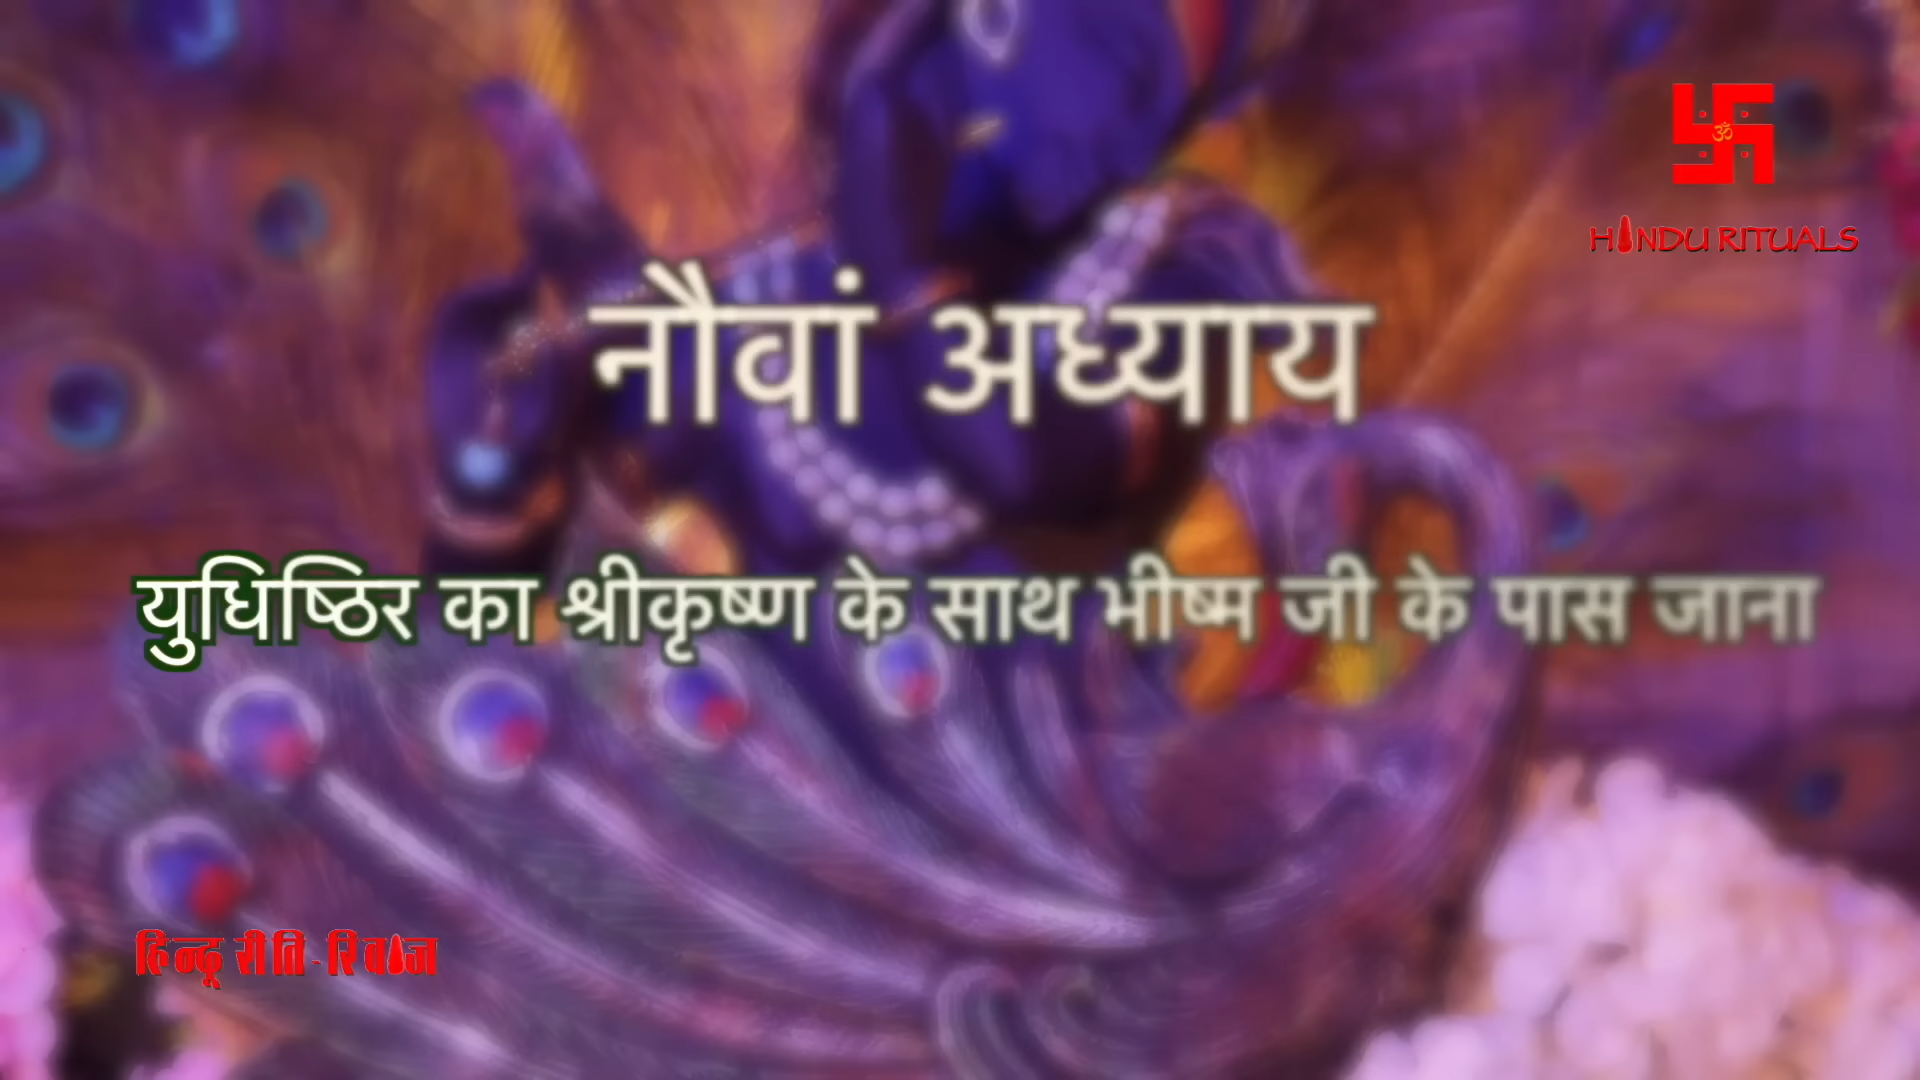 ॐ
HINDU RITUALS
नौवां अध्याय
युधिष्ठिर का श्रीकृष्ण के साथ भीष्म जी के पास जाना
हिन्दू रीति-रिवाज